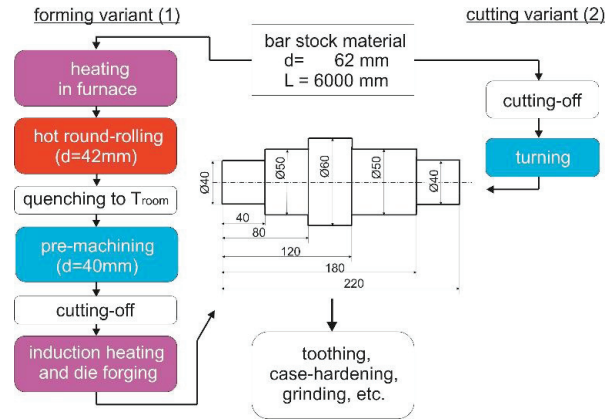 forming variant (1)
cutting variant (2)
bar stock material
d= 62 mm
L = 6000 mm
heating
in furnace
hot round-rolling
(d=42mm)
quenching to Troom
pre-machining
(d=40mm)
cutting-off
induction heating
and die forging
cutting-off
turning
Ø40
Ø50
Ø60
Ø50
Ø40
40
80
120
180
220
toothing,
case-hardening,
grinding, etc.